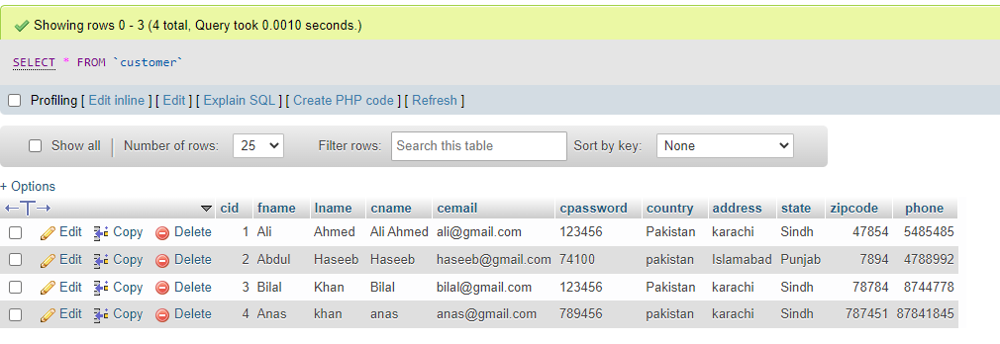 Showing rows 0 - 3 (4 total, Query took 0.0010 seconds.)
SELECT * FROM `customer`
Profiling [ Edit inline ] [ Edit ] [ Explain SQL ] [ Create PHP code ] [ Refresh ]
Show all Number of rows: 25 Filter rows: Search this table Sort by key: None
+ Options
←T→ cid fname lname cname cemail cpassword country address state zipcode phone
Edit Copy Delete 1 Ali Ahmed Ali Ahmed ali@gmail.com 123456 Pakistan karachi Sindh 47854 5485485
Edit Copy Delete 2 Abdul Haseeb Haseeb haseeb@gmail.com 74100 pakistan Islamabad Punjab 7894 4788992
Edit Copy Delete 3 Bilal Khan Bilal bilal@gmail.com 123456 Pakistan karachi Sindh 78784 8744778
Edit Copy Delete 4 Anas khan anas anas@gmail.com 789456 pakistan karachi Sindh 787451 87841845